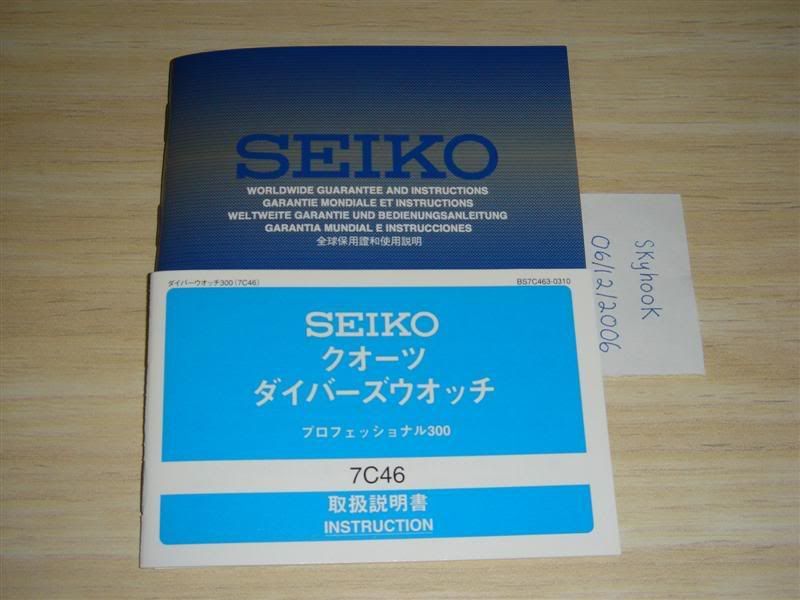 SEIKO
WORLDWIDE GUARANTEE AND INSTRUCTIONS
GARANTIE MONDIALE ET INSTRUCTIONS
WELTWEITE GARANTIE UND BEDIENUNGSANLEITUNG
GARANTIA MUNDIAL E INSTRUCCIONES
全球保用證和使用説明
Skyhook
06/12/2006
ダイバーウオッチ300(7C46)
BS7C463-0310
SEIKO
クオーツ
ダイバーズウオッチ
プロフェッショナル300
7C46
取扱説明書
INSTRUCTION